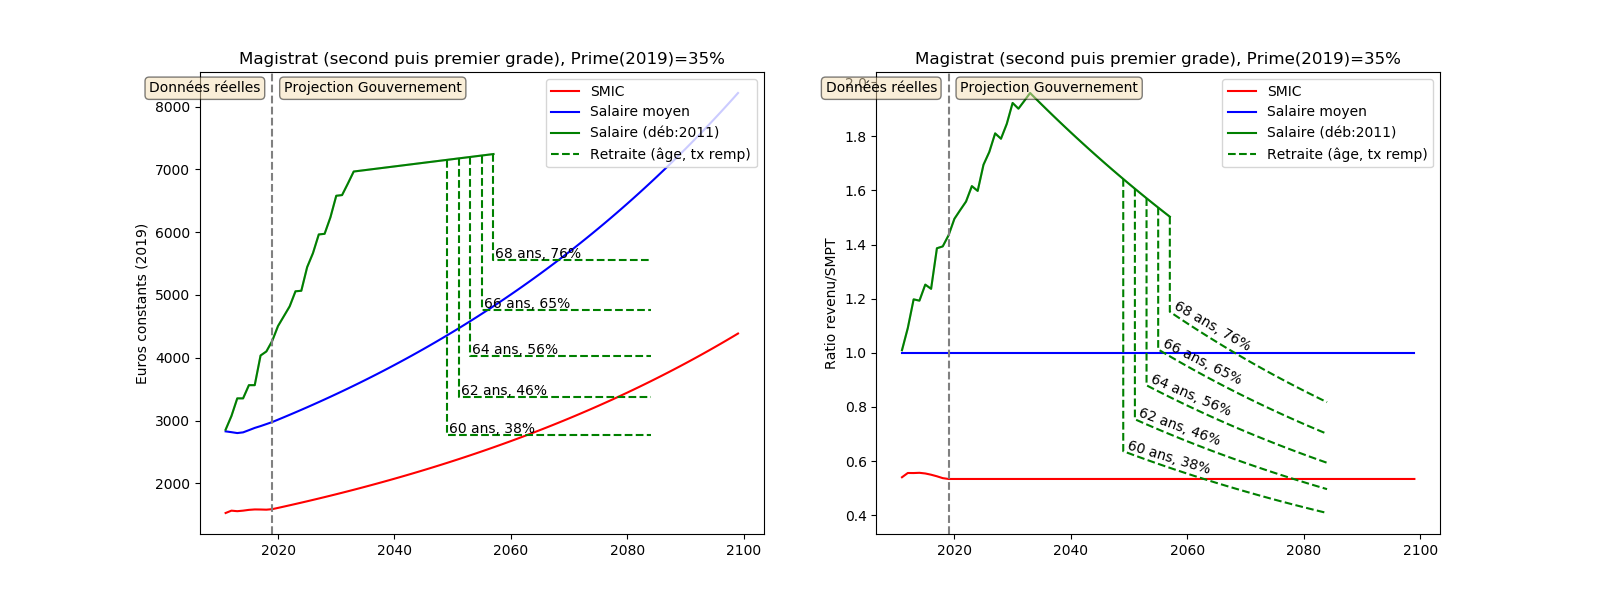 Magistrat (second puis premier grade), Prime(2019)=35%
Données réelles
Projection Gouvernement
SMIC
Salaire moyen
Salaire (déb:2011)
Retraite (âge, tx remp)
Euros constants (2019)
8000
7000
6000
5000
4000
3000
2000
68 ans, 76%
66 ans, 65%
64 ans, 56%
62 ans, 46%
60 ans, 38%
2020 2040 2060 2080 2100
Magistrat (second puis premier grade), Prime(2019)=35%
Données réelles
Projection Gouvernement
SMIC
Salaire moyen
Salaire (déb:2011)
Retraite (âge, tx remp)
Ratio revenu/SMPT
2.0
1.8
1.6
1.4
1.2
1.0
0.8
0.6
0.4
68 ans, 76%
66 ans, 65%
64 ans, 56%
62 ans, 46%
60 ans, 38%
2020 2040 2060 2080 2100